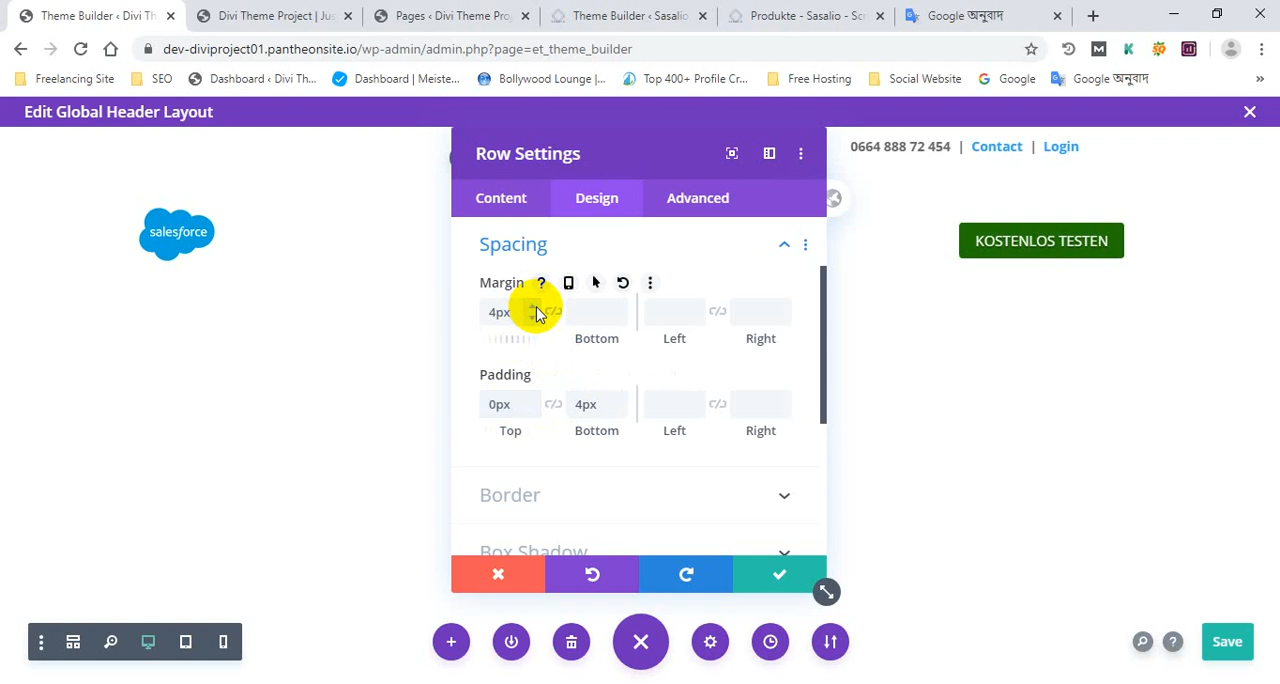 Theme Builder ‹ Divi Th
Divi Theme Project | Jus
Pages ‹ Divi Theme Pro
Theme Builder ‹ Sasalio
Produkte - Sasalio - Scr
Google অনুবাদ
dev-diviproject01.pantheonsite.io/wp-admin/admin.php?page=et_theme_builder
Freelancing Site
SEO
Dashboard ‹ Divi Th...
Dashboard | Meiste...
Bollywood Lounge |...
Top 400+ Profile Cr...
Free Hosting
Social Website
Google
Google অনুবাদ
»
Edit Global Header Layout
0664 888 72 454 | Contact | Login
salesforce
KOSTENLOS TESTEN
Row Settings
Content
Design
Advanced
Spacing
Margin
4px
Bottom
Left
Right
Padding
0px
4px
Top
Bottom
Left
Right
Border
Box Shadow
Save